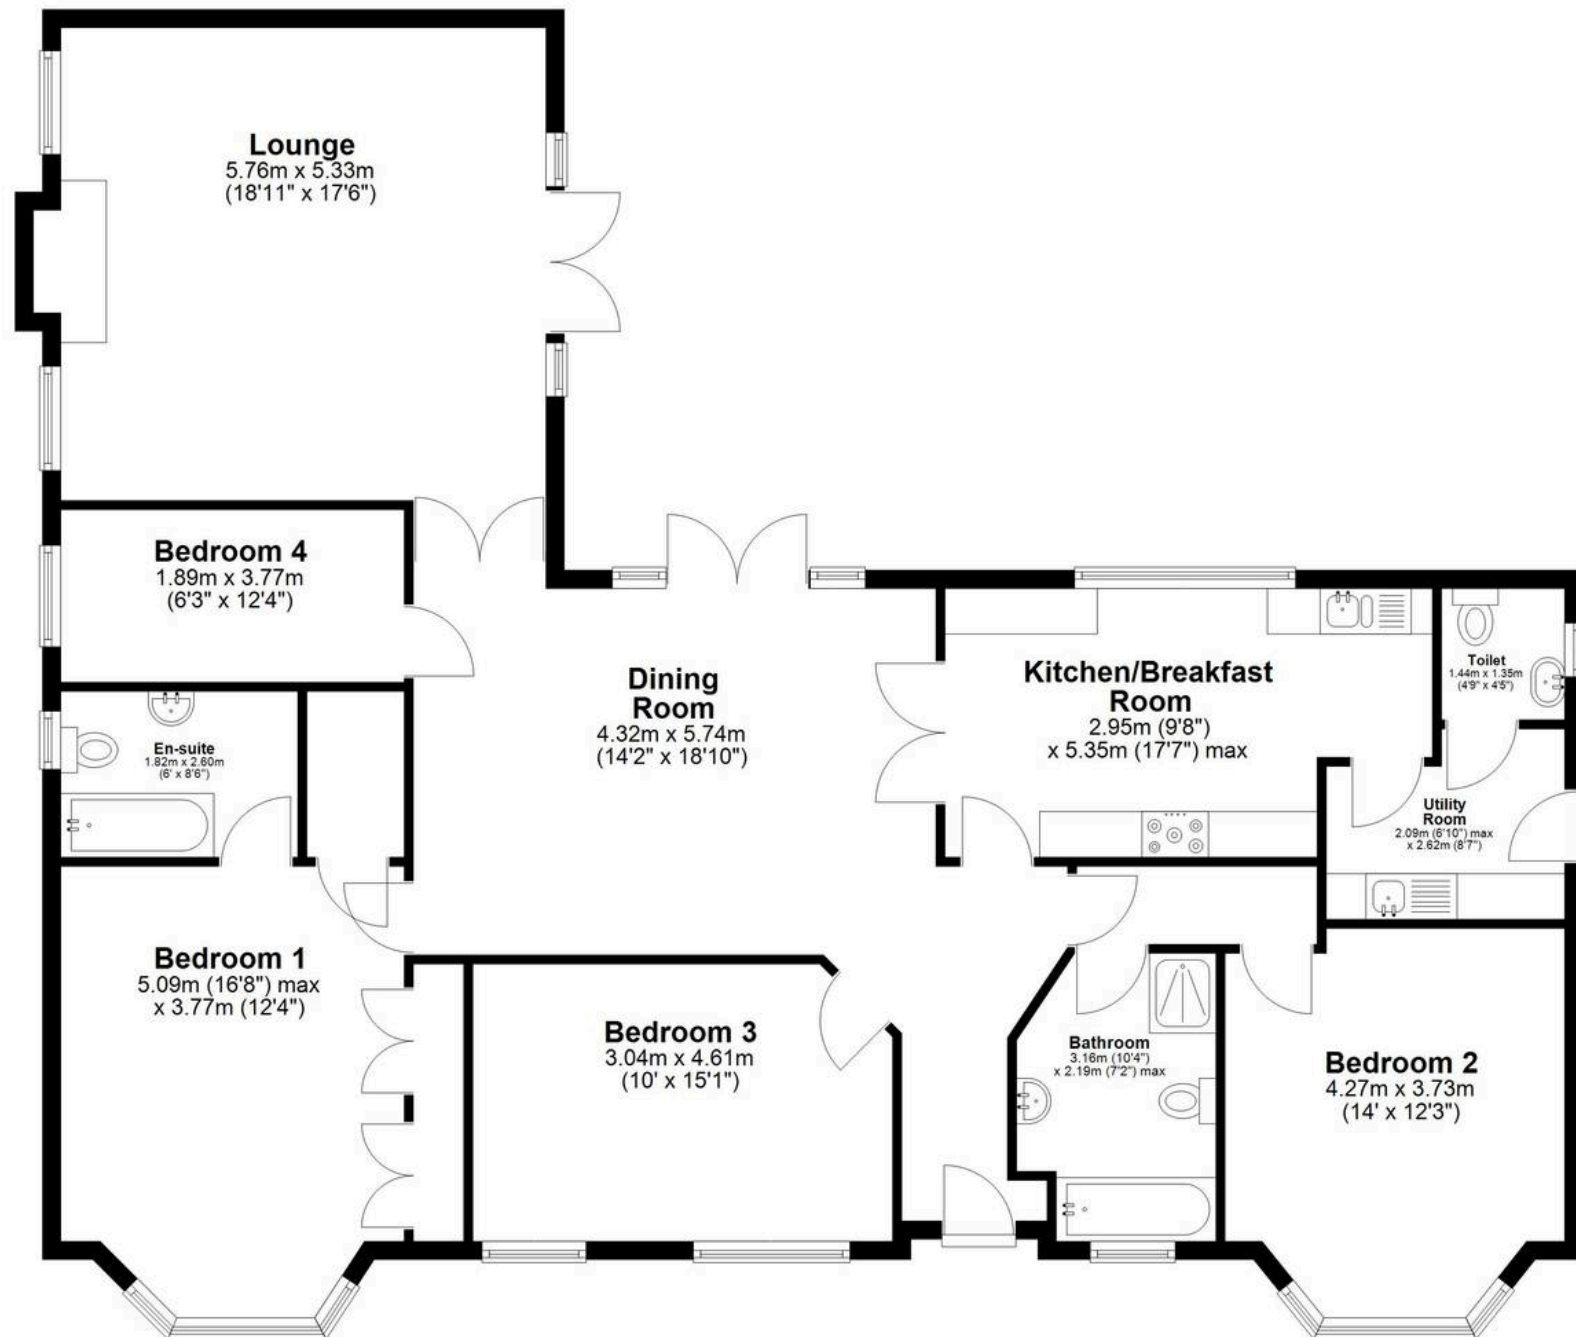 Lounge
5.76m x 5.33m
(18'11" x 17'6")
Bedroom 4
1.89m x 3.77m
(6'3" x 12'4")
Dining
Room
4.32m x 5.74m
(14'2" x 18'10")
Kitchen/Breakfast
Room
2.95m (9'8")
x 5.35m (17'7") max
Toilet
1.44m x 1.35m
(4'9" x 4'5")
En-suite
1.82m x 2.60m
(6' x 8'6")
Utility
Room
2.09m (6'10") max
x 2.62m (8'7")
Bedroom 1
5.09m (16'8") max
x 3.77m (12'4")
Bedroom 3
3.04m x 4.61m
(10' x 15'1")
Bathroom
3.16m (10'4")
x 2.19m (7'2") max
Bedroom 2
4.27m x 3.73m
(14' x 12'3")